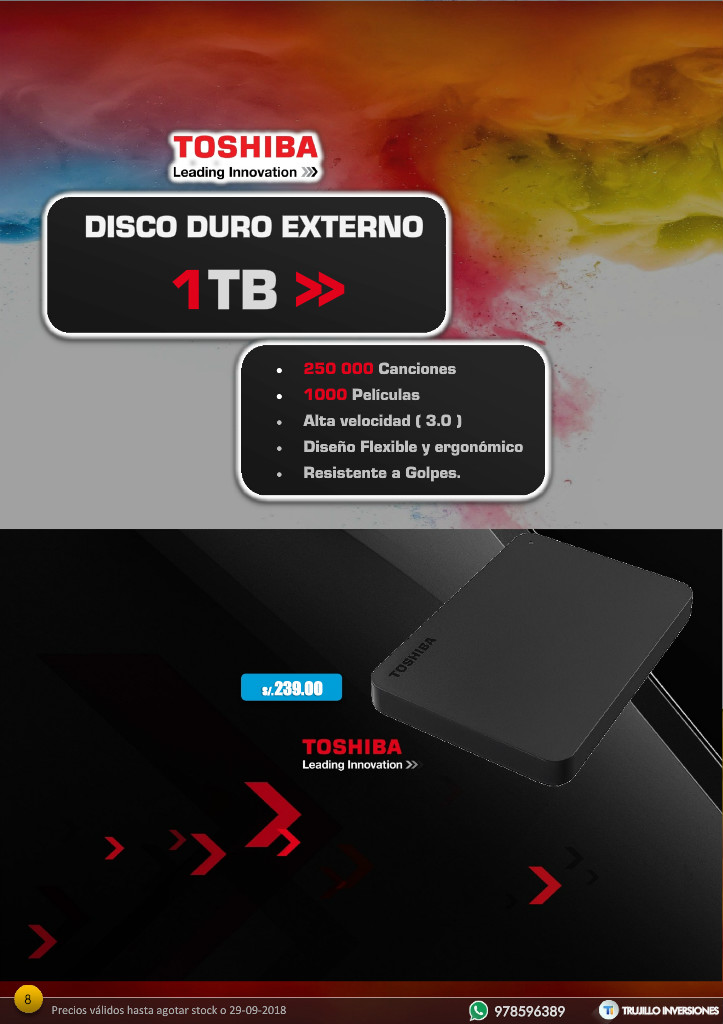 TOSHIBA
Leading Innovation >>>
DISCO DURO EXTERNO
1TB >>
• 250 000 Canciones
• 1000 Películas
• Alta velocidad ( 3.0 )
• Diseño Flexible y ergonómico
• Resistente a Golpes.
TOSHIBA
S/.239.00
TOSHIBA
Leading Innovation >>>
8
Precios válidos hasta agotar stock o 29-09-2018
978596389
TI TRUJILLO INVERSIONES